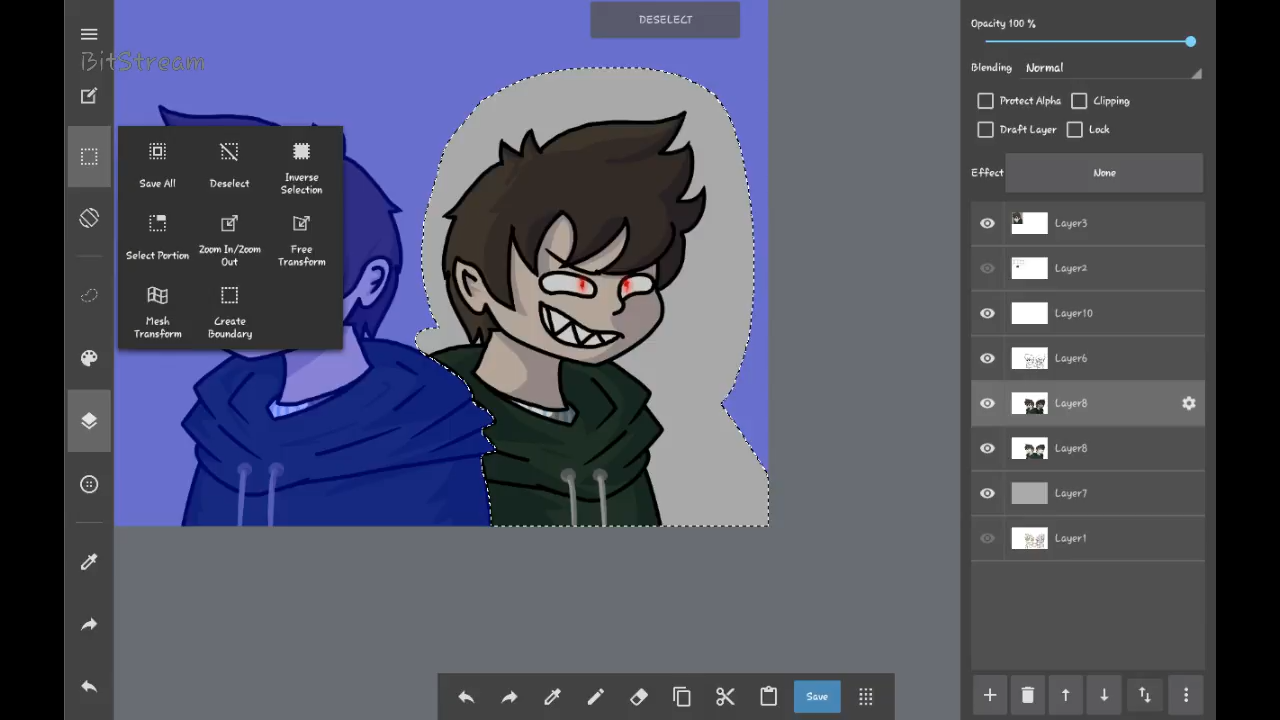 DESELECT
BitStream
Save All
Deselect
Inverse
Selection
Select Portion
Zoom In/Zoom
Out
Free
Transform
Mesh
Transform
Create
Boundary
Opacity 100 %
Blending Normal
Protect Alpha
Clipping
Draft Layer
Lock
Effect
None
Layer3
Layer2
Layer10
Layer6
Layer8
Layer8
Layer7
Layer1
Save